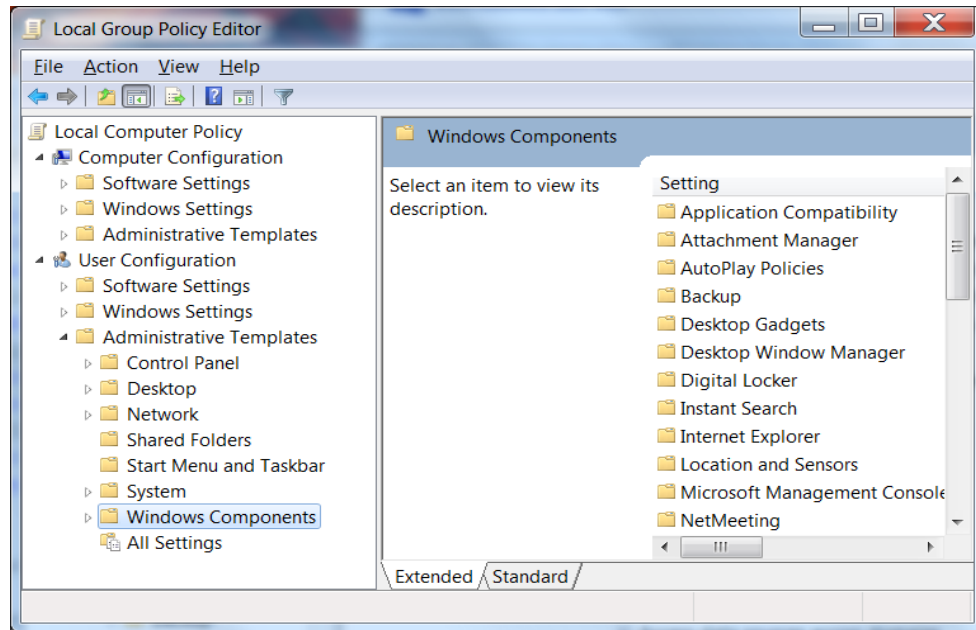 Local Group Policy Editor
File Action View Help
Local Computer Policy
Computer Configuration
Software Settings
Windows Settings
Administrative Templates
User Configuration
Software Settings
Windows Settings
Administrative Templates
Control Panel
Desktop
Network
Shared Folders
Start Menu and Taskbar
System
Windows Components
All Settings
Windows Components
Select an item to view its
description.
Setting
Application Compatibility
Attachment Manager
AutoPlay Policies
Backup
Desktop Gadgets
Desktop Window Manager
Digital Locker
Instant Search
Internet Explorer
Location and Sensors
Microsoft Management Console
NetMeeting
Extended Standard